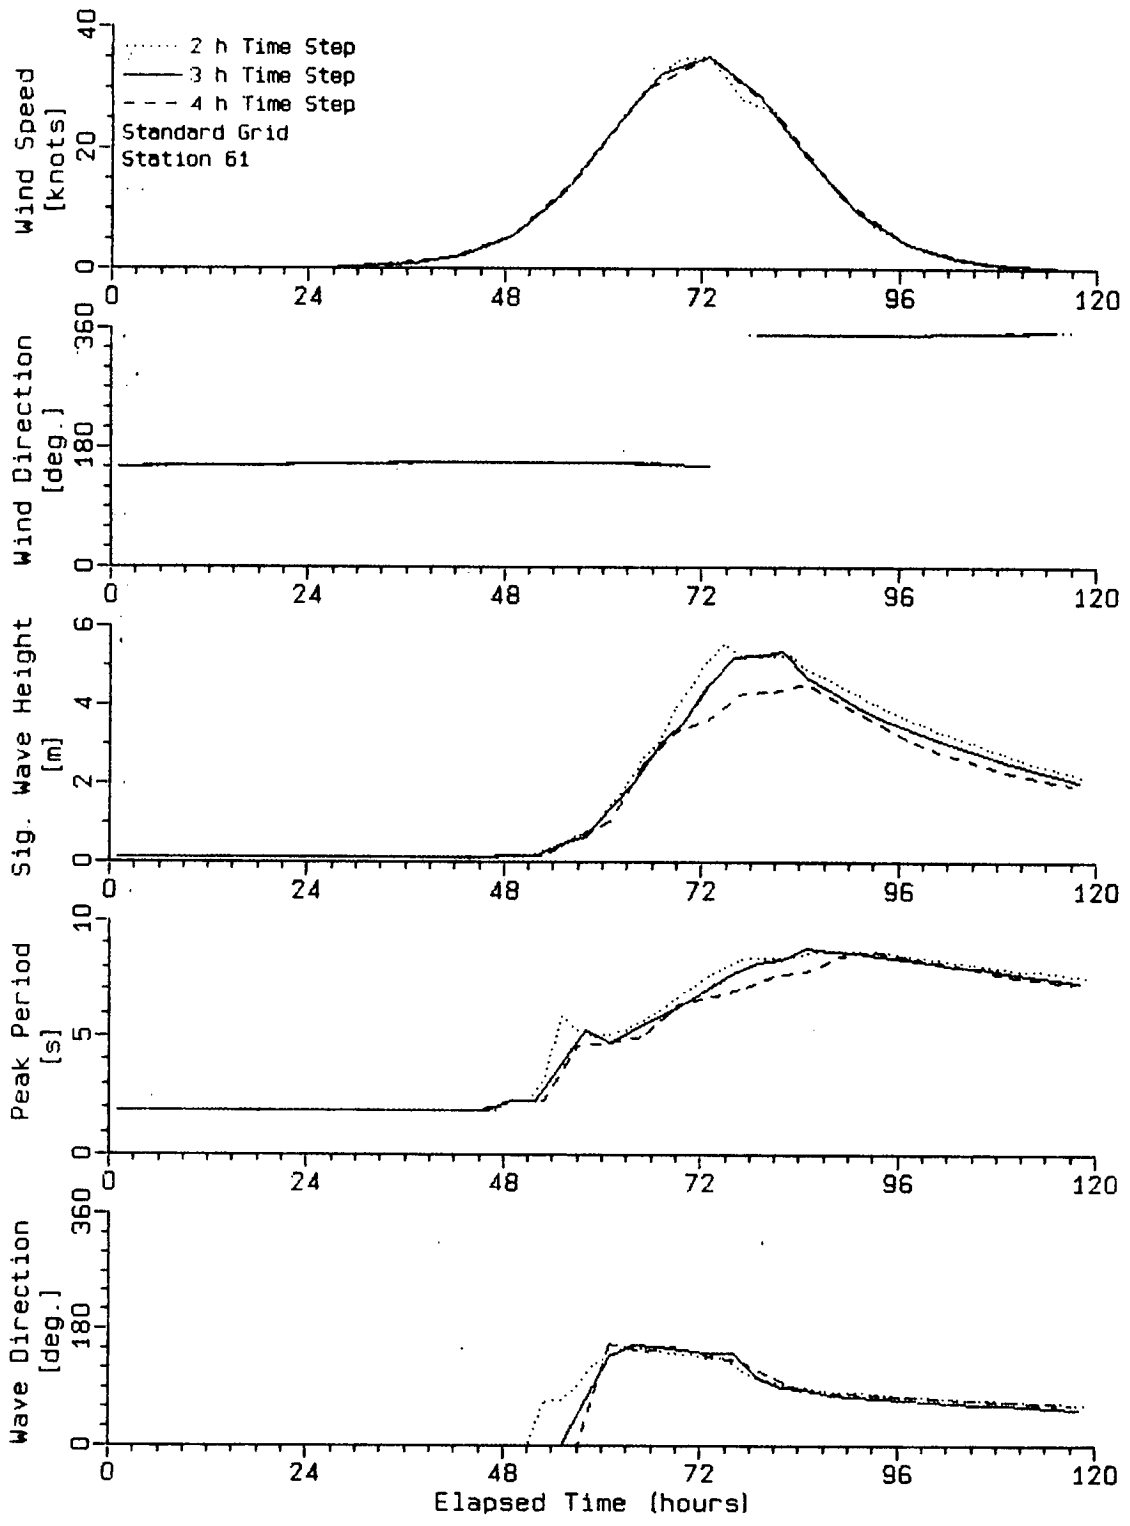 40
20
0
Wind Speed
[knots]
2 h Time Step
3 h Time Step
4 h Time Step
Standard Grid
Station 61
0 24 48 72 96 120
360
180
0
Wind Direction
[deg.]
0 24 48 72 96 120
6
4
2
0
Sig. Wave Height
[m]
0 24 48 72 96 120
10
5
0
Peak Period
[s]
0 24 48 72 96 120
360
180
0
Wave Direction
[deg.]
0 24 48 72 96 120
Elapsed Time (hours)